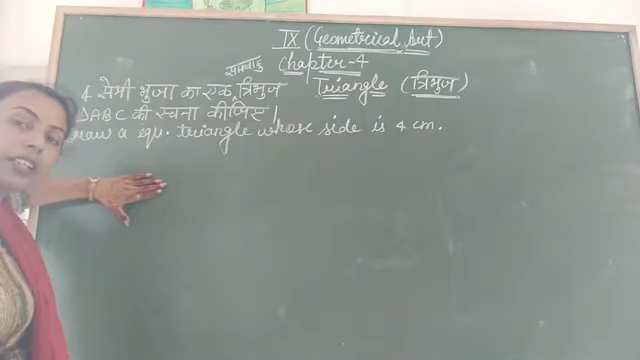 IX (Geometrical Art)
Chapter-4
Triangle (त्रिभुज)
समबाहु
4 सेमी भुजा का एक त्रिभुज
ΔABC की रचना कीजिए।
raw a equ. triangle whose side is 4 cm.